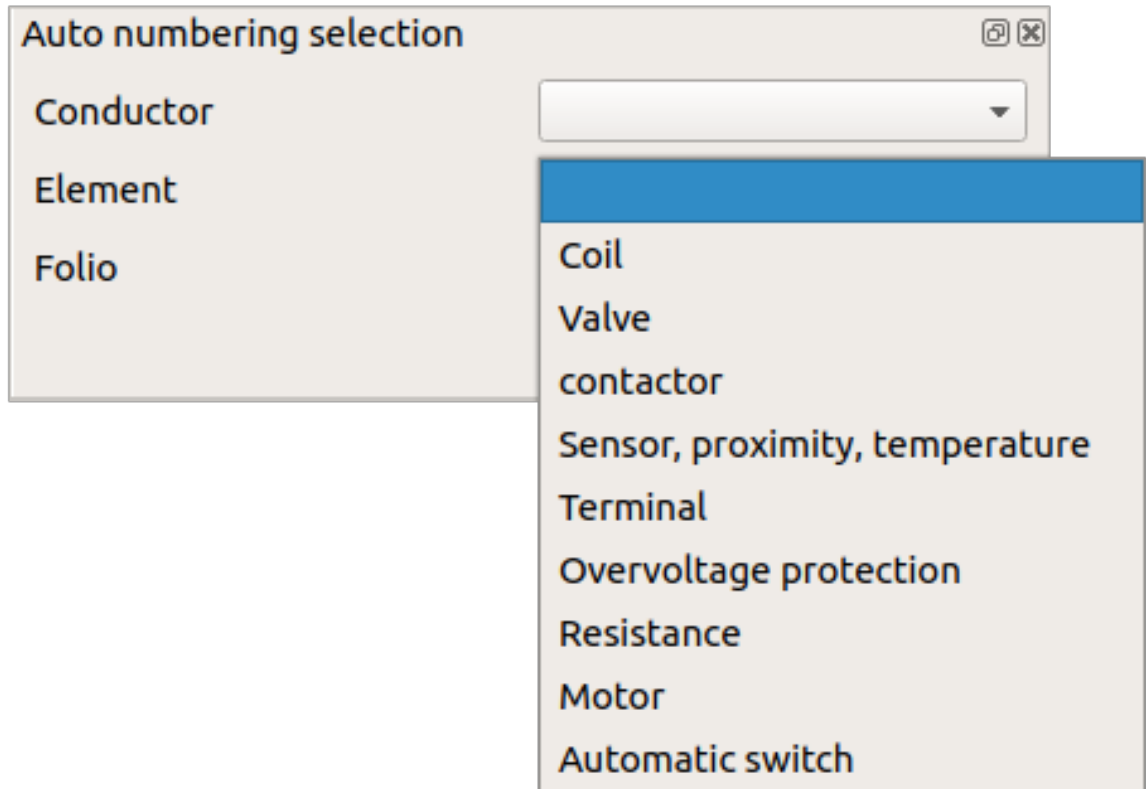 Auto numbering selection
Conductor
Element
Folio
Coil
Valve
contactor
Sensor, proximity, temperature
Terminal
Overvoltage protection
Resistance
Motor
Automatic switch